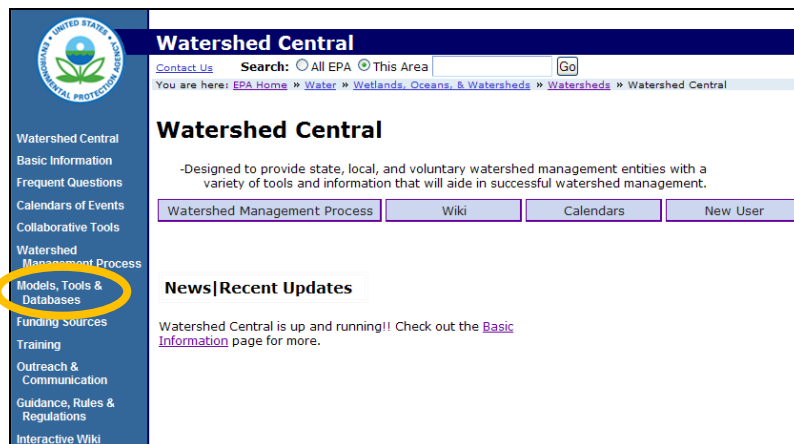 UNITED STATES
ENVIRONMENTAL PROTECTION AGENCY
Watershed Central
Contact Us Search: All EPA This Area Go
You are here: EPA Home » Water » Wetlands, Oceans, & Watersheds » Watersheds » Watershed Central
Watershed Central
Basic Information
Frequent Questions
Calendars of Events
Collaborative Tools
Watershed
Management Process
Models, Tools &
Databases
Funding Sources
Training
Outreach &
Communication
Guidance, Rules &
Regulations
Interactive Wiki
Watershed Central
-Designed to provide state, local, and voluntary watershed management entities with a
variety of tools and information that will aide in successful watershed management.
Watershed Management Process Wiki Calendars New User
News|Recent Updates
Watershed Central is up and running!! Check out the Basic
Information page for more.